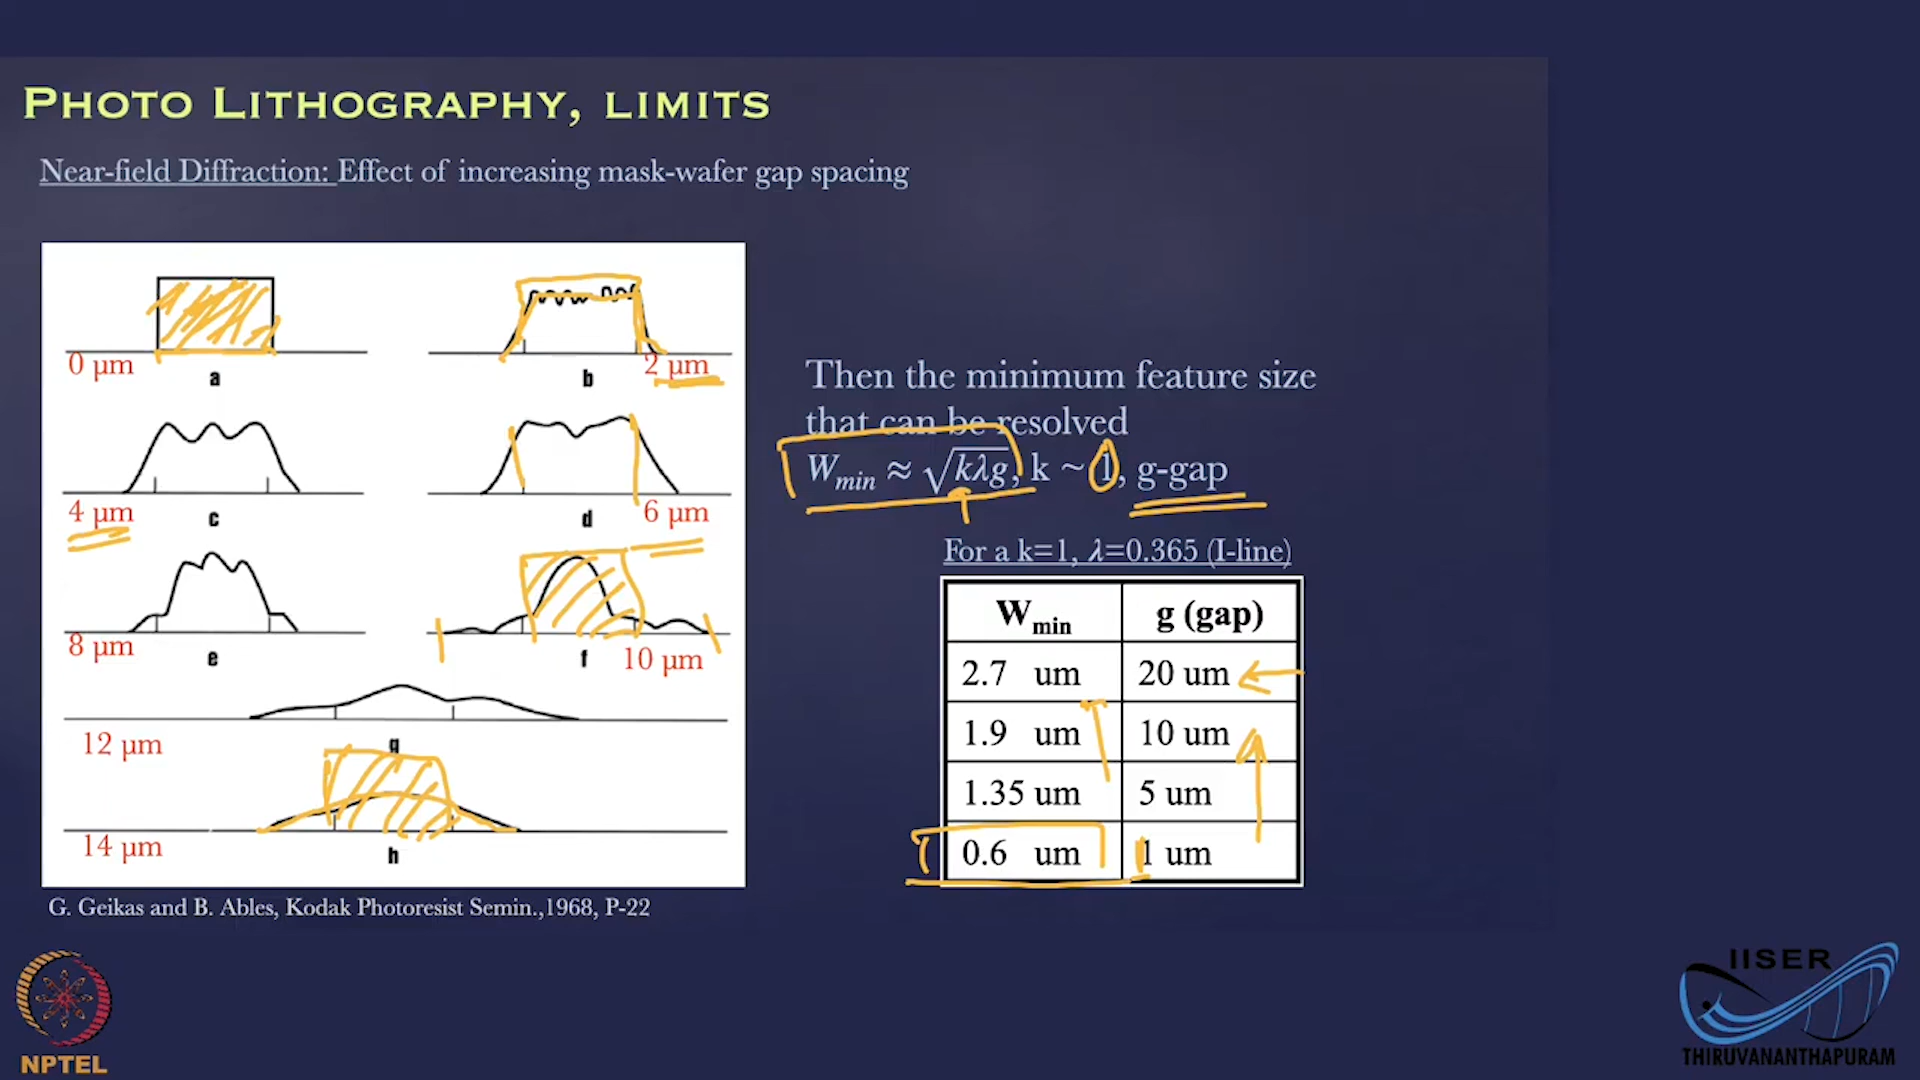 PHOTO LITHOGRAPHY, LIMITS
Near-field Diffraction: Effect of increasing mask-wafer gap spacing
0 µm
a
b
2 µm
4 µm
c
d
6 µm
8 µm
e
f
10 µm
12 µm
g
14 µm
h
G. Geikas and B. Ables, Kodak Photoresist Semin.,1968, P-22
Then the minimum feature size
that can be resolved
Wmin ≈ √kλg, k ~ 1, g-gap
For a k=1, λ=0.365 (I-line)
Wmin g (gap)
2.7 um 20 um
1.9 um 10 um
1.35 um 5 um
0.6 um 1 um
NPTEL
IISER
THIRUVANANTHAPURAM